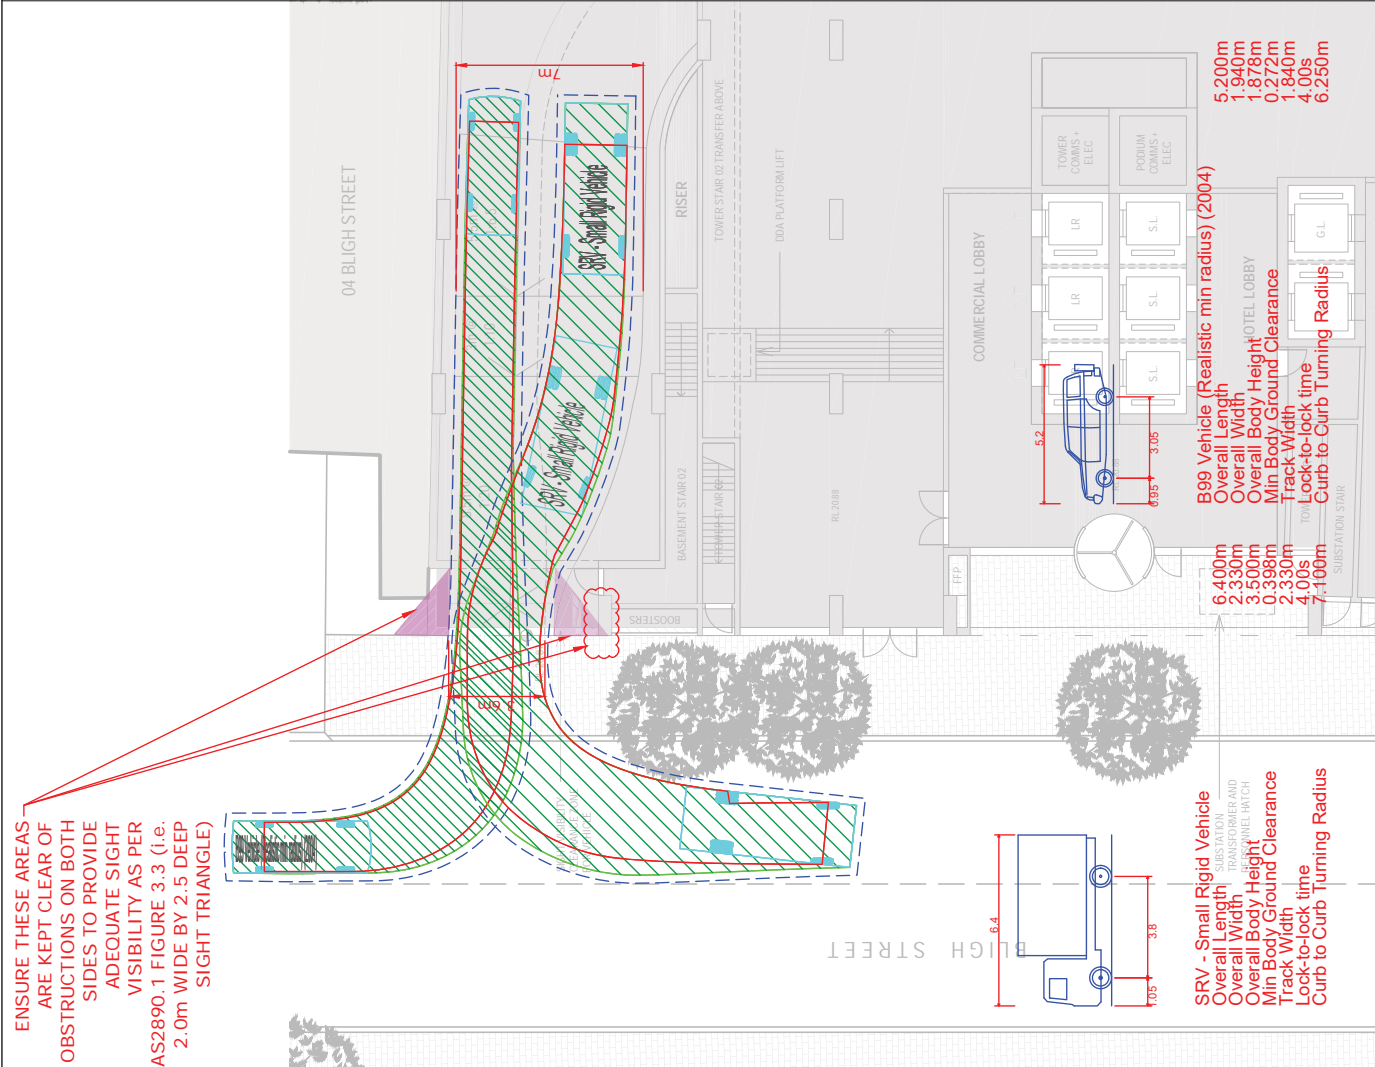 ENSURE THESE AREAS
ARE KEPT CLEAR OF
OBSTRUCTIONS ON BOTH
SIDES TO PROVIDE
ADEQUATE SIGHT
VISIBILITY AS PER
AS2890.1 FIGURE 3.3 (i.e.
2.0m WIDE BY 2.5 DEEP
SIGHT TRIANGLE)
04 BLIGH STREET
7m
3.6m
SRV - Small Rigid Vehicle
SRV - Small Rigid Vehicle
RISER
TOWER STAIR 02 TRANSFER ABOVE
DDA PLATFORM LIFT
BASEMENT STAIR 02
BOOSTERS
RL 20.88
FFP
COMMERCIAL LOBBY
TOWER
COMMS +
ELEC
PODIUM
COMMS +
ELEC
LR
LR
S.L.
S.L.
S.L.
G.L.
HOTEL LOBBY
SUBSTATION STAIR
SUBSTATION
TRANSFORMER AND
PERSONNEL HATCH
BLIGH STREET
5.2
0.95
3.05
B99 Vehicle (Realistic min radius) (2004)
Overall Length 5.200m
Overall Width 1.940m
Overall Body Height 1.878m
Min Body Ground Clearance 0.272m
Track Width 1.840m
Lock-to-lock time 4.00s
Curb to Curb Turning Radius 6.250m
6.4
1.05
3.8
SRV - Small Rigid Vehicle
Overall Length 6.400m
Overall Width 2.330m
Overall Body Height 3.500m
Min Body Ground Clearance 0.398m
Track Width 2.330m
Lock-to-lock time 4.00s
Curb to Curb Turning Radius 7.100m